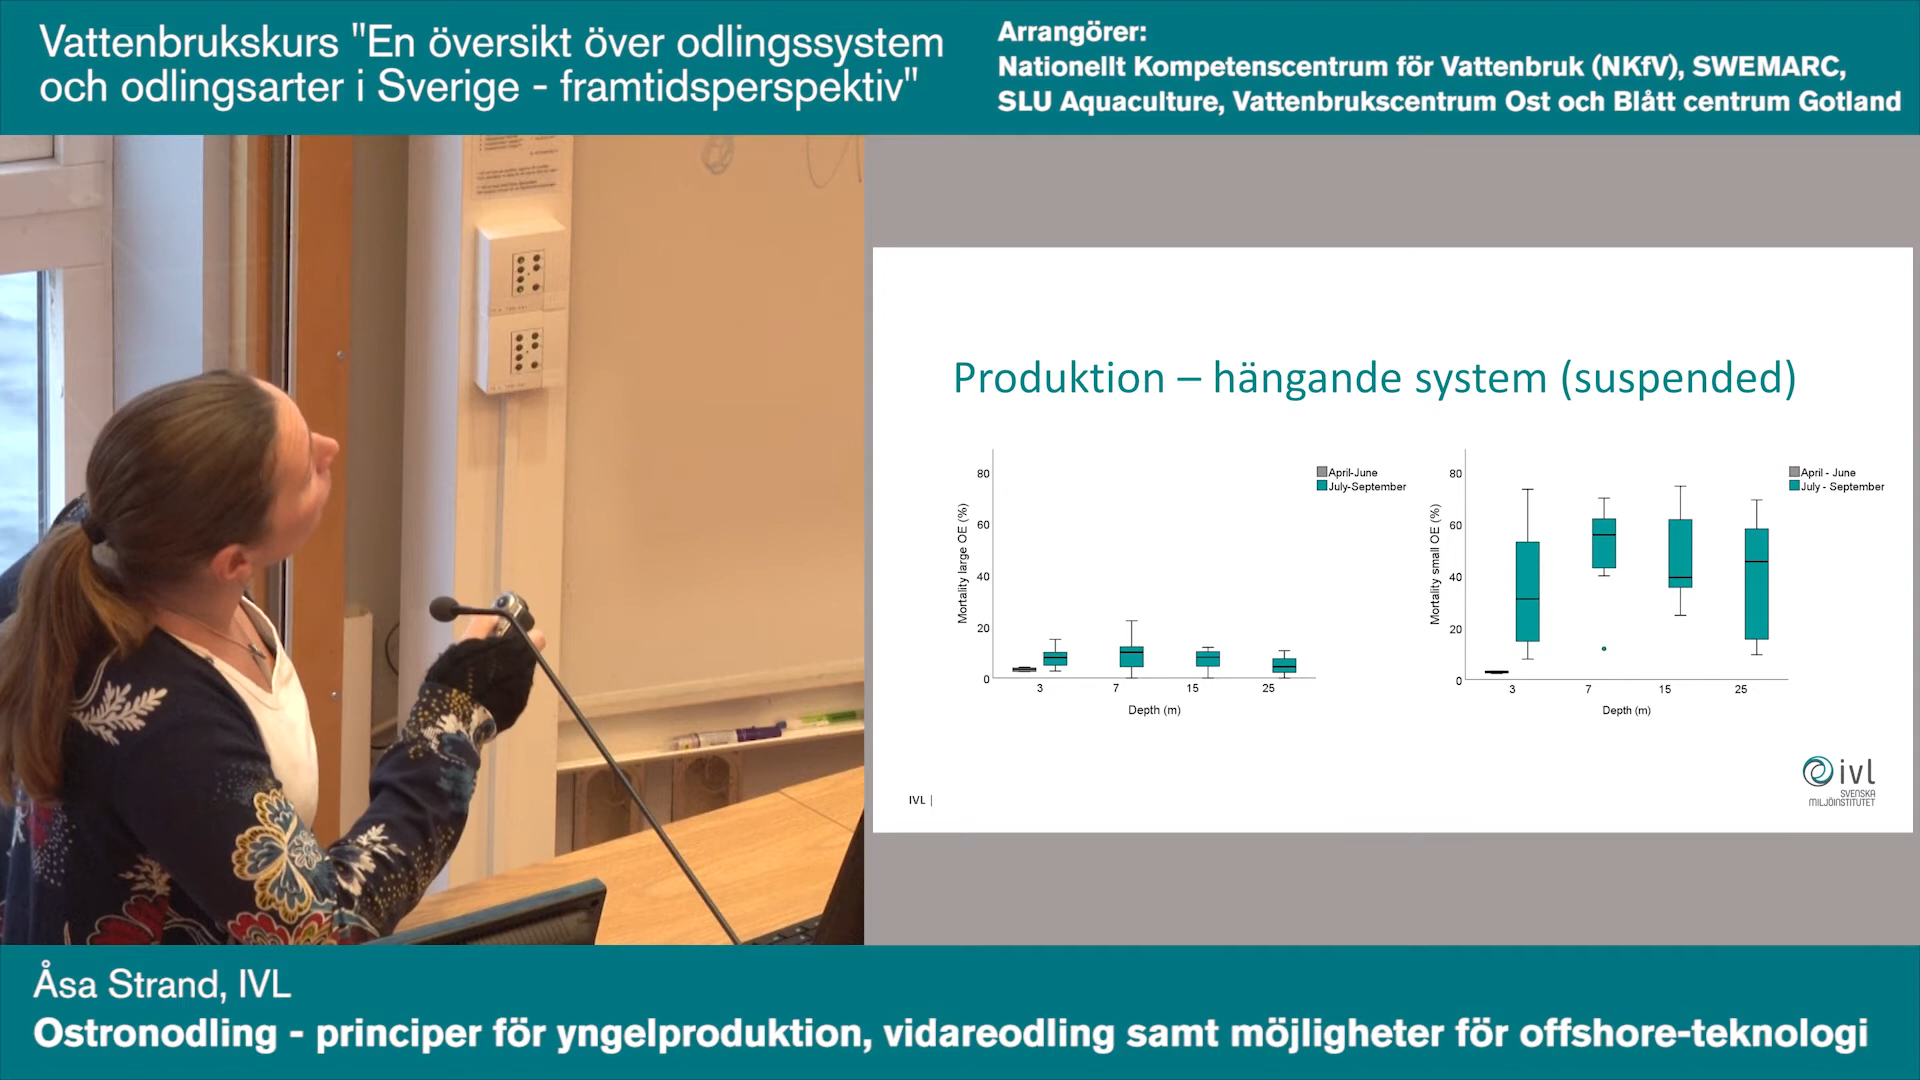 Vattenbrukskurs "En översikt över odlingssystem
och odlingsarter i Sverige - framtidsperspektiv"
Arrangörer:
Nationellt Kompetenscentrum för Vattenbruk (NKfV), SWEMARC,
SLU Aquaculture, Vattenbrukscentrum Ost och Blått centrum Gotland
Produktion – hängande system (suspended)
Mortality large OE (%)
80
60
40
20
0
3 7 15 25
Depth (m)
April-June
July-September
Mortality small OE (%)
80
60
40
20
0
3 7 15 25
Depth (m)
April - June
July - September
IVL |
ivl
SVENSKA
MILJÖINSTITUTET
Åsa Strand, IVL
Ostronodling - principer för yngelproduktion, vidareodling samt möjligheter för offshore-teknologi